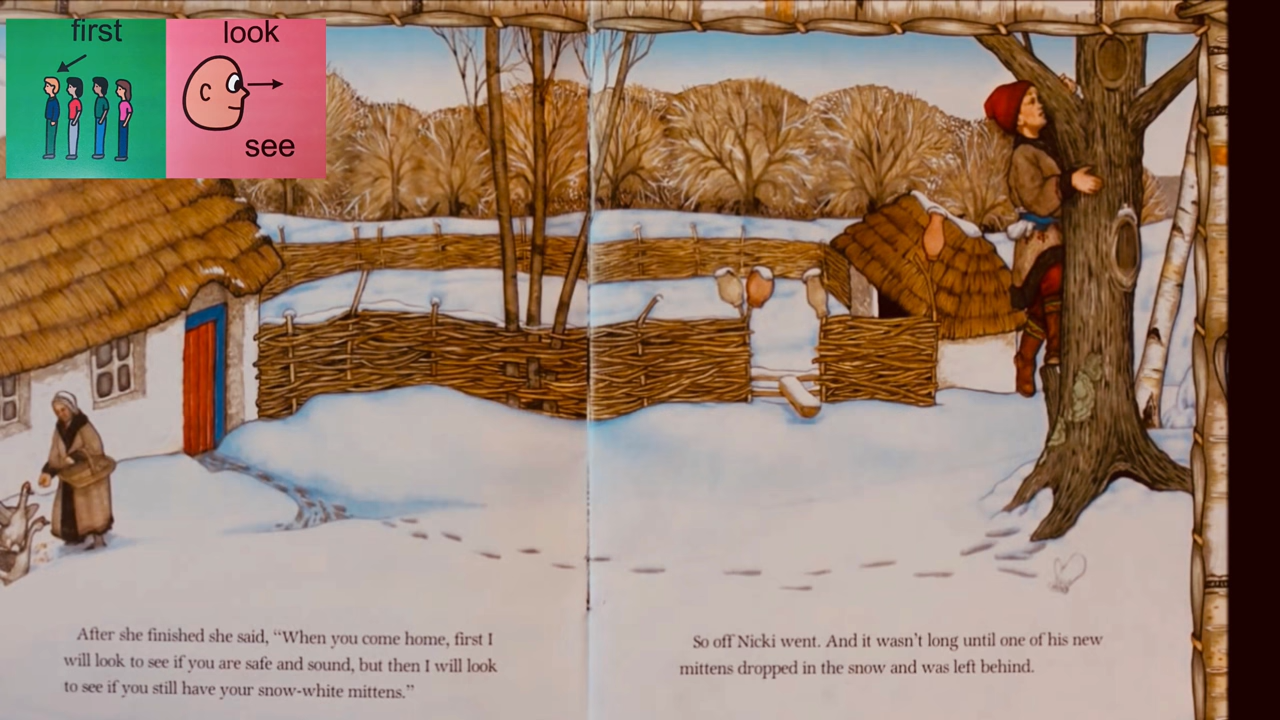 first
look
see
After she finished she said, “When you come home, first I
will look to see if you are safe and sound, but then I will look
to see if you still have your snow-white mittens.”
So off Nicki went. And it wasn’t long until one of his new
mittens dropped in the snow and was left behind.